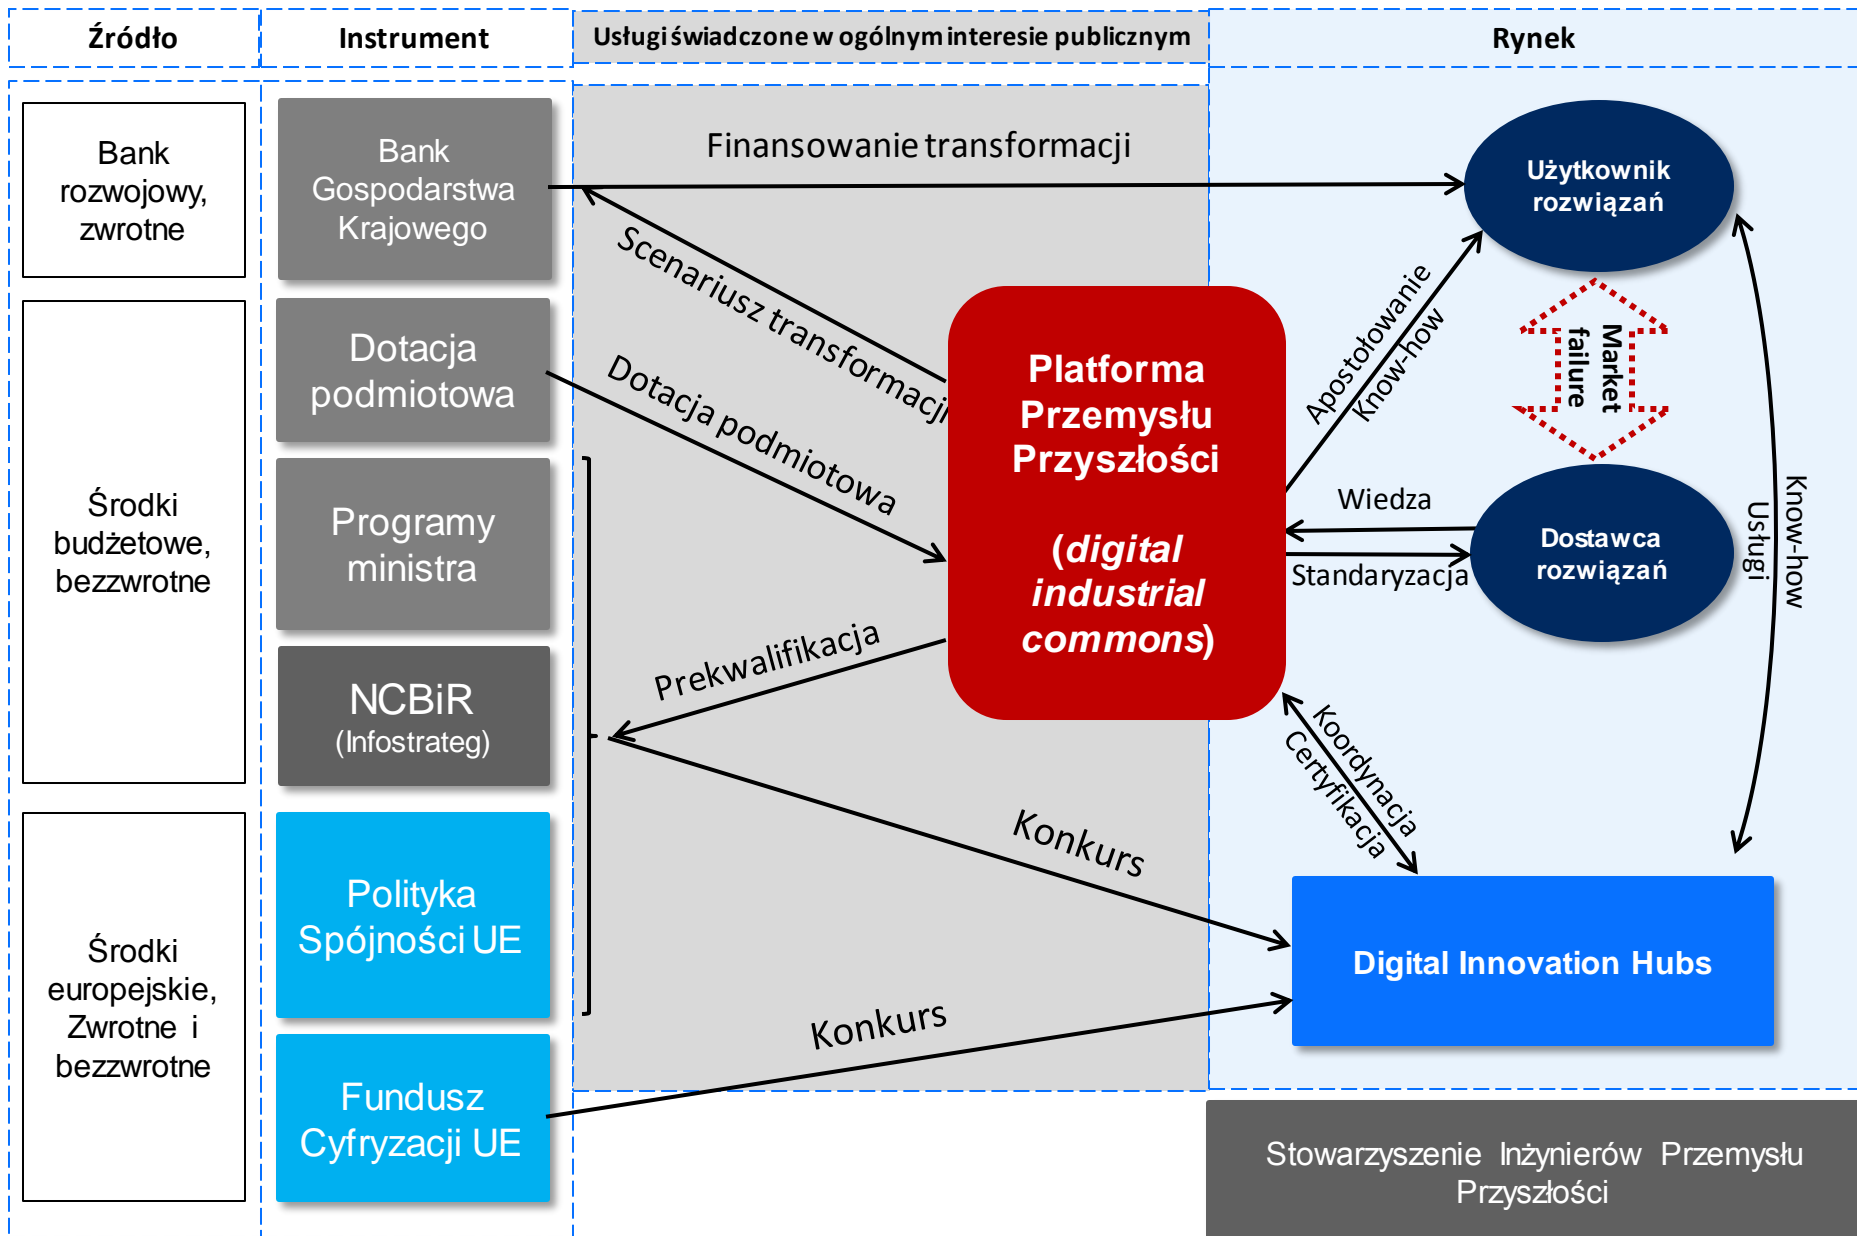 Źródło
Instrument
Usługi świadczone w ogólnym interesie publicznym
Rynek
Bank
rozwojowy,
zwrotne
Środki
budżetowe,
bezzwrotne
Środki
europejskie,
Zwrotne i
bezzwrotne
Bank
Gospodarstwa
Krajowego
Dotacja
podmiotowa
Programy
ministra
NCBiR
(Infostrateg)
Polityka
Spójności UE
Fundusz
Cyfryzacji UE
Finansowanie transformacji
Scenariusz transformacji
Dotacja podmiotowa
Prekwalifikacja
Konkurs
Konkurs
Platforma
Przemysłu
Przyszłości
(digital
industrial
commons)
Apostołowanie
Know-how
Wiedza
Standaryzacja
Koordynacja
Certyfikacja
Użytkownik
rozwiązań
Market
failure
Dostawca
rozwiązań
Know-how
Usługi
Digital Innovation Hubs
Stowarzyszenie Inżynierów Przemysłu
Przyszłości